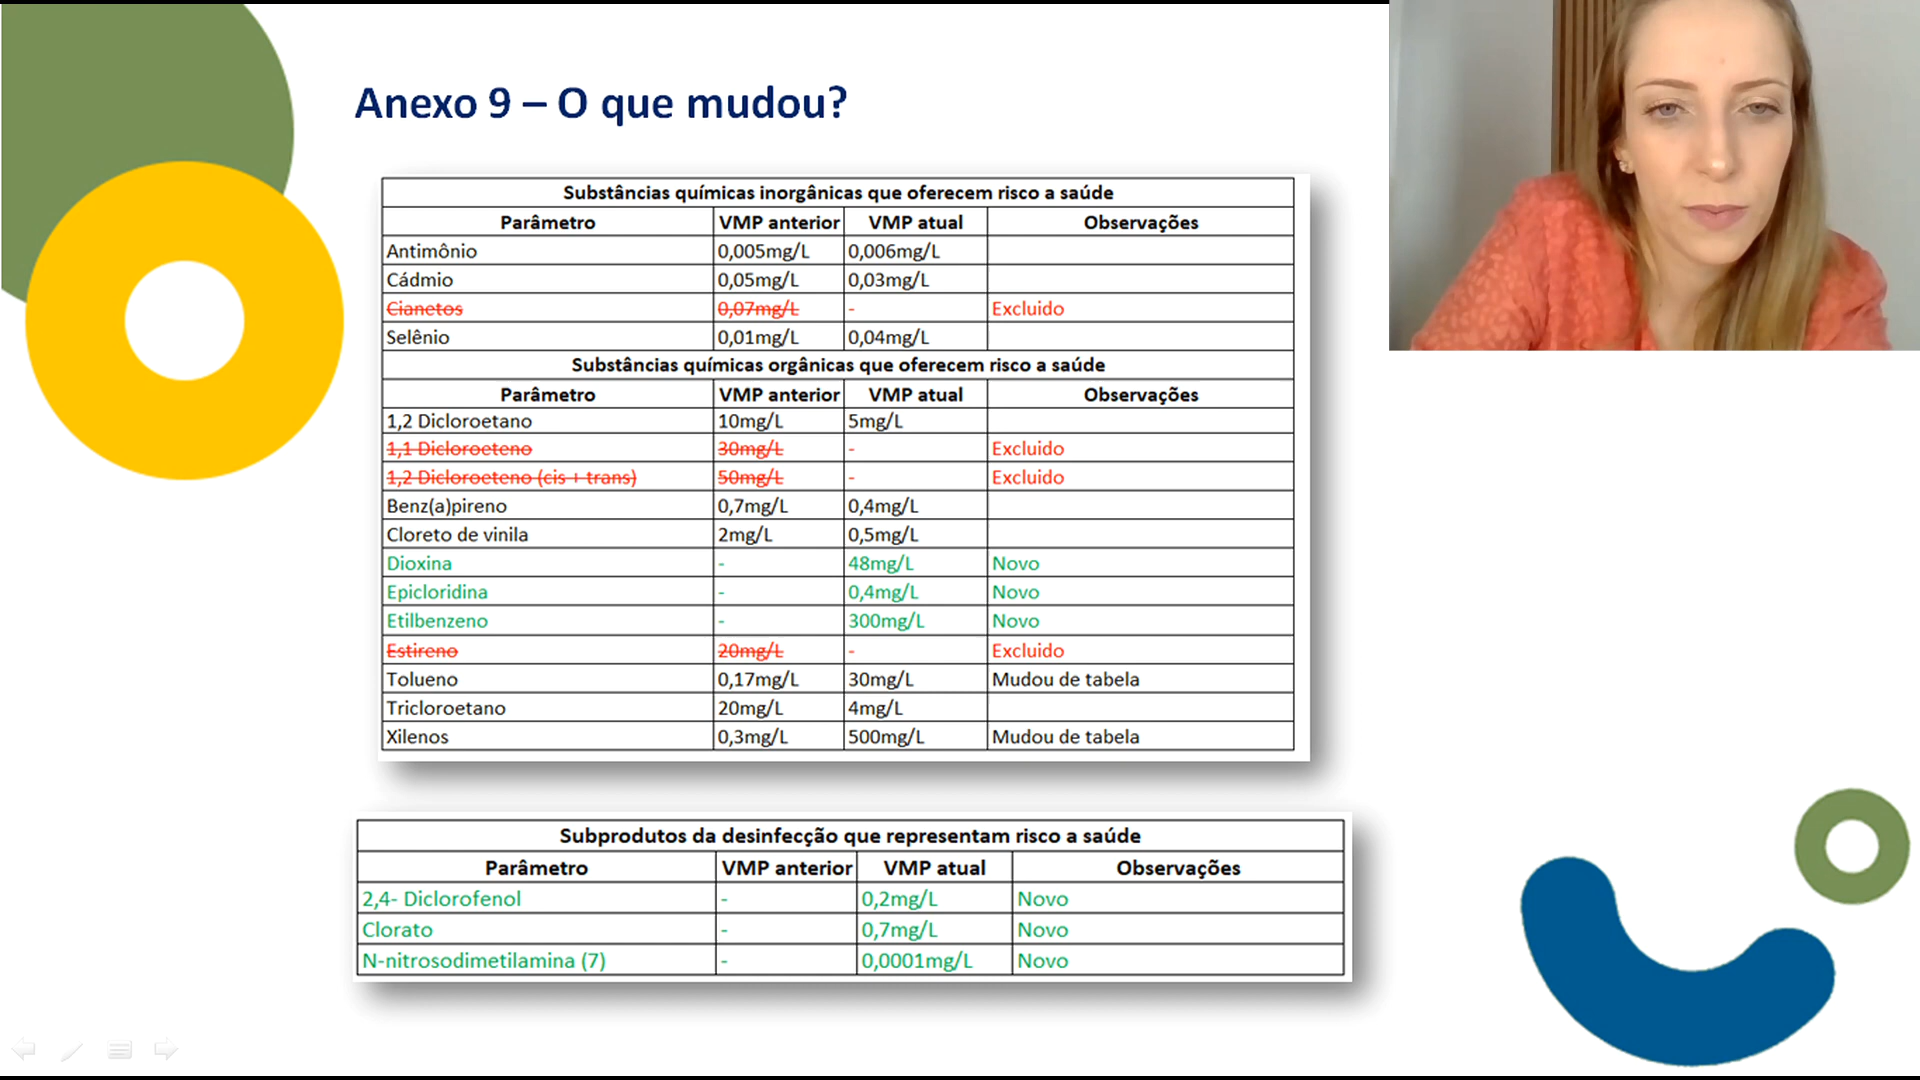 Anexo 9 – O que mudou?
Substâncias químicas inorgânicas que oferecem risco a saúde
Parâmetro VMP anterior VMP atual Observações
Antimônio 0,005mg/L 0,006mg/L
Cádmio 0,05mg/L 0,03mg/L
Cianetos 0,07mg/L - Excluido
Selênio 0,01mg/L 0,04mg/L
Substâncias químicas orgânicas que oferecem risco a saúde
Parâmetro VMP anterior VMP atual Observações
1,2 Dicloroetano 10mg/L 5mg/L
1,1 Dicloroeteno 30mg/L - Excluido
1,2 Dicloroeteno (cis + trans) 50mg/L - Excluido
Benz(a)pireno 0,7mg/L 0,4mg/L
Cloreto de vinila 2mg/L 0,5mg/L
Dioxina - 48mg/L Novo
Epicloridina - 0,4mg/L Novo
Etilbenzeno - 300mg/L Novo
Estireno 20mg/L - Excluido
Tolueno 0,17mg/L 30mg/L Mudou de tabela
Tricloroetano 20mg/L 4mg/L
Xilenos 0,3mg/L 500mg/L Mudou de tabela
Subprodutos da desinfecção que representam risco a saúde
Parâmetro VMP anterior VMP atual Observações
2,4- Diclorofenol - 0,2mg/L Novo
Clorato - 0,7mg/L Novo
N-nitrosodimetilamina (7) - 0,0001mg/L Novo